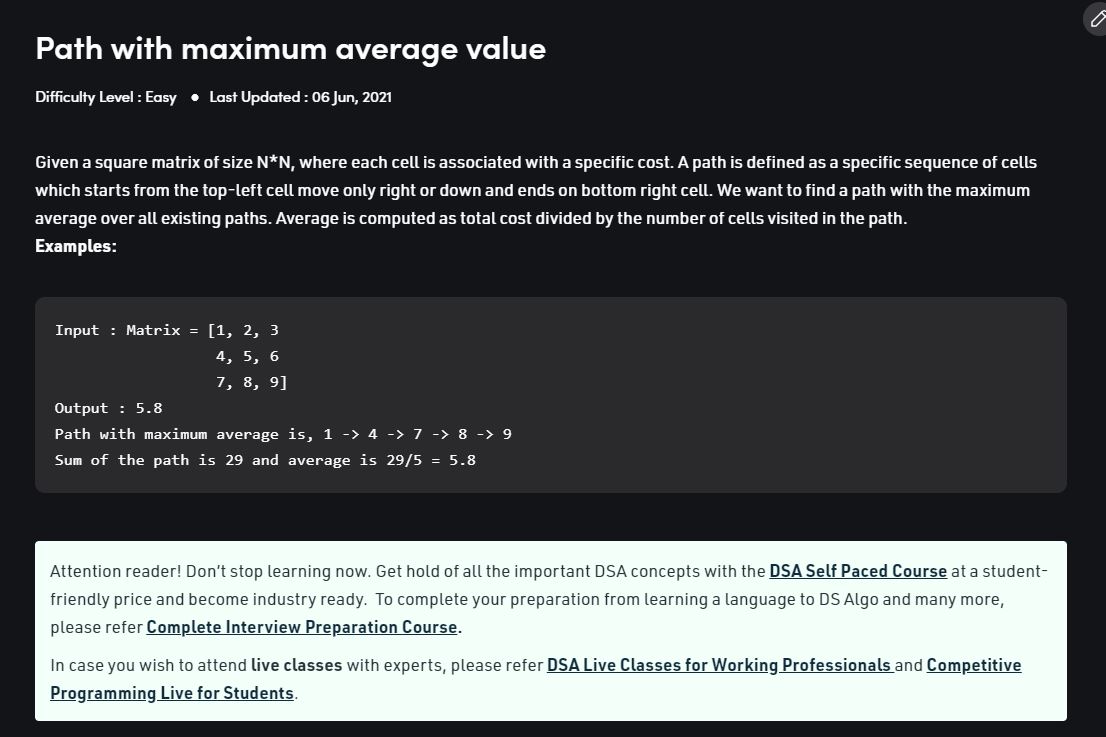 Path with maximum average value
Difficulty Level : Easy ● Last Updated : 06 Jun, 2021
Given a square matrix of size N*N, where each cell is associated with a specific cost. A path is defined as a specific sequence of cells
which starts from the top-left cell move only right or down and ends on bottom right cell. We want to find a path with the maximum
average over all existing paths. Average is computed as total cost divided by the number of cells visited in the path.
Examples:
Input : Matrix = [1, 2, 3
4, 5, 6
7, 8, 9]
Output : 5.8
Path with maximum average is, 1 -> 4 -> 7 -> 8 -> 9
Sum of the path is 29 and average is 29/5 = 5.8
Attention reader! Don't stop learning now. Get hold of all the important DSA concepts with the DSA Self Paced Course at a student-
friendly price and become industry ready. To complete your preparation from learning a language to DS Algo and many more,
please refer Complete Interview Preparation Course.
In case you wish to attend live classes with experts, please refer DSA Live Classes for Working Professionals and Competitive
Programming Live for Students.